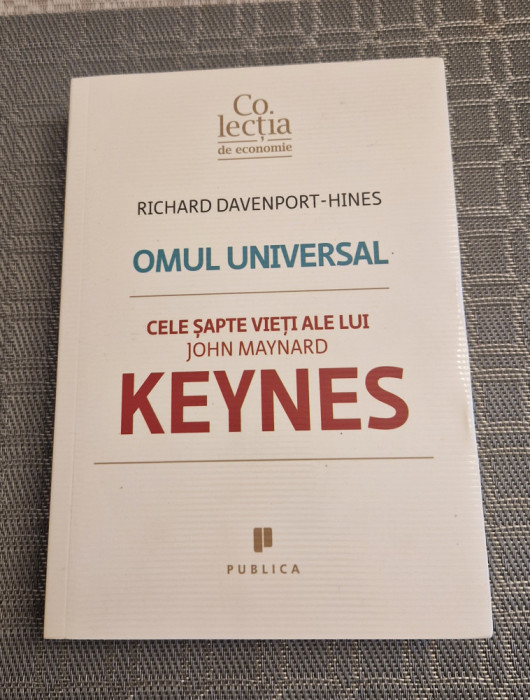 Co.
lecția
de economie
RICHARD DAVENPORT-HINES
OMUL UNIVERSAL
CELE ȘAPTE VIEȚI ALE LUI
JOHN MAYNARD
KEYNES
PUBLICA